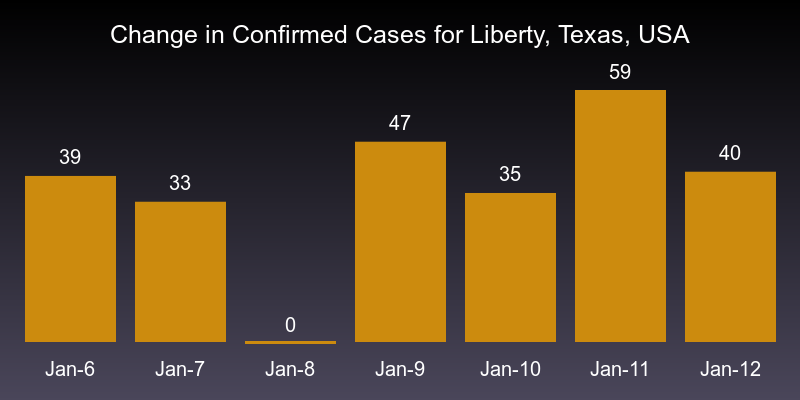 Change in Confirmed Cases for Liberty, Texas, USA
39 33 0 47 35 59 40
Jan-6 Jan-7 Jan-8 Jan-9 Jan-10 Jan-11 Jan-12